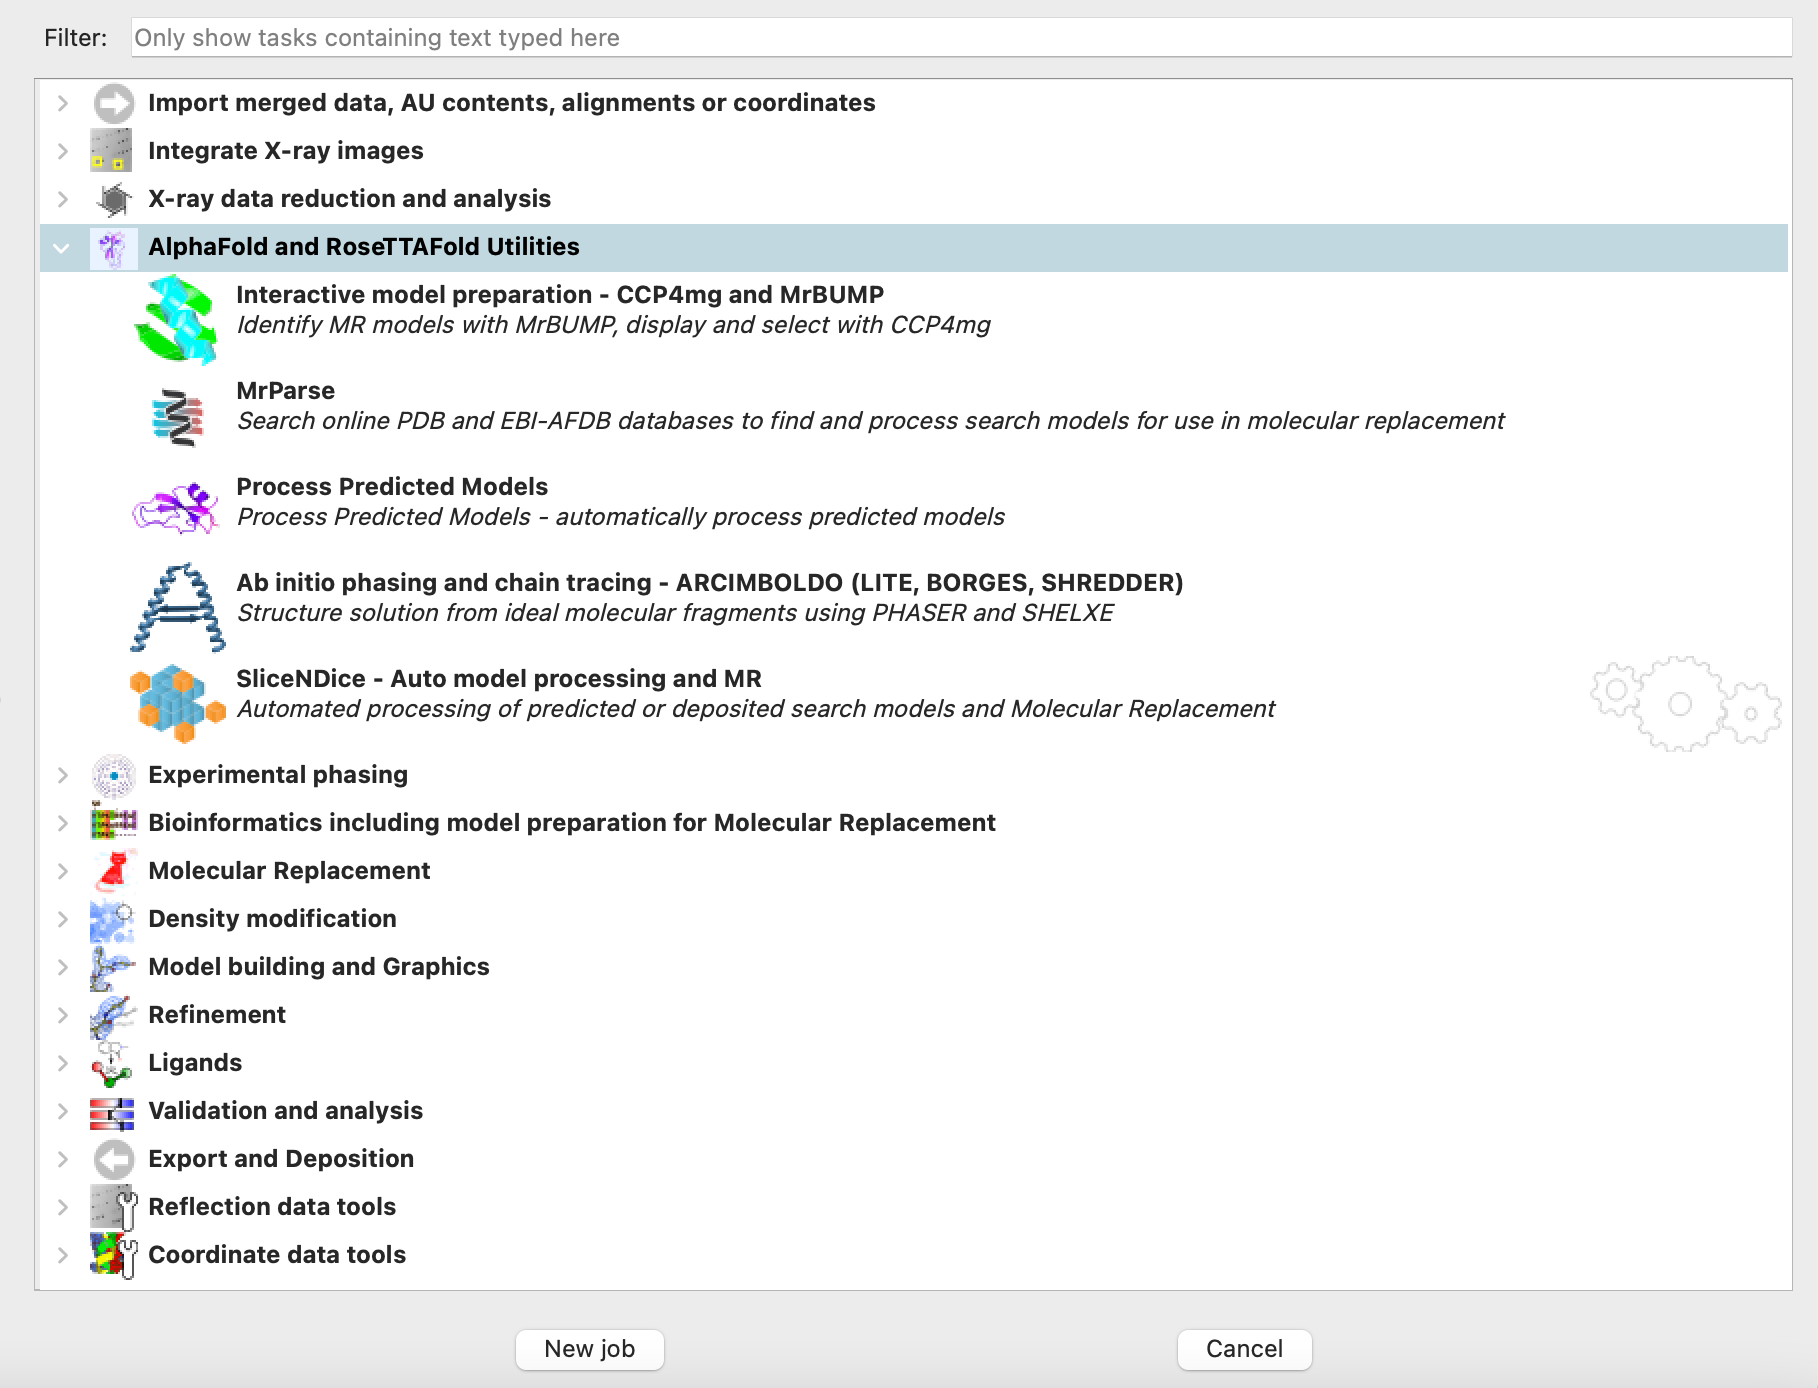 Filter: Only show tasks containing text typed here
Import merged data, AU contents, alignments or coordinates
Integrate X-ray images
X-ray data reduction and analysis
AlphaFold and RoseTTAFold Utilities
Interactive model preparation - CCP4mg and MrBUMP
Identify MR models with MrBUMP, display and select with CCP4mg
MrParse
Search online PDB and EBI-AFDB databases to find and process search models for use in molecular replacement
Process Predicted Models
Process Predicted Models - automatically process predicted models
Ab initio phasing and chain tracing - ARCIMBOLDO (LITE, BORGES, SHREDDER)
Structure solution from ideal molecular fragments using PHASER and SHELXE
SliceNDice - Auto model processing and MR
Automated processing of predicted or deposited search models and Molecular Replacement
Experimental phasing
Bioinformatics including model preparation for Molecular Replacement
Molecular Replacement
Density modification
Model building and Graphics
Refinement
Ligands
Validation and analysis
Export and Deposition
Reflection data tools
Coordinate data tools
New job
Cancel